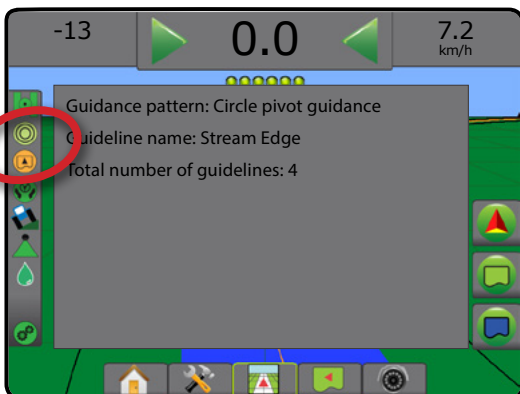 -13
0.0
7.2
km/h
Guidance pattern: Circle pivot guidance
Guideline name: Stream Edge
Total number of guidelines: 4